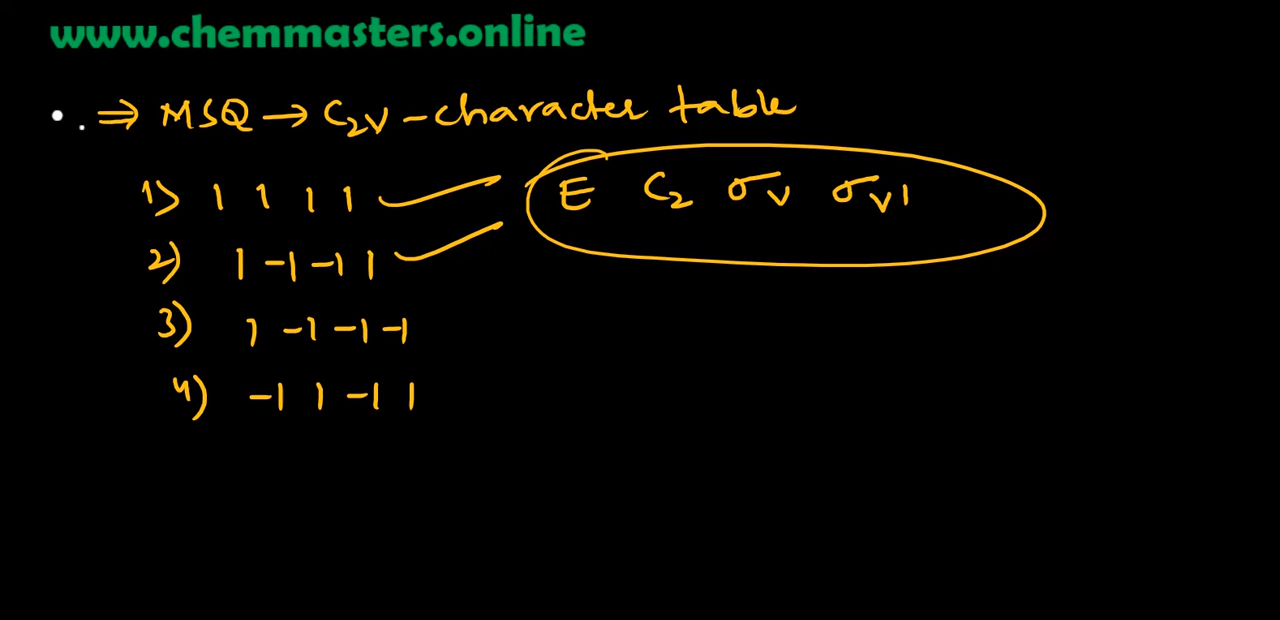 www.chemmasters.online
⇒ MSQ → C₂v - character table
1) 1 1 1 1 E C₂ σv σv'
2) 1 -1 -1 1
3) 1 -1 -1 -1
4) -1 1 -1 1